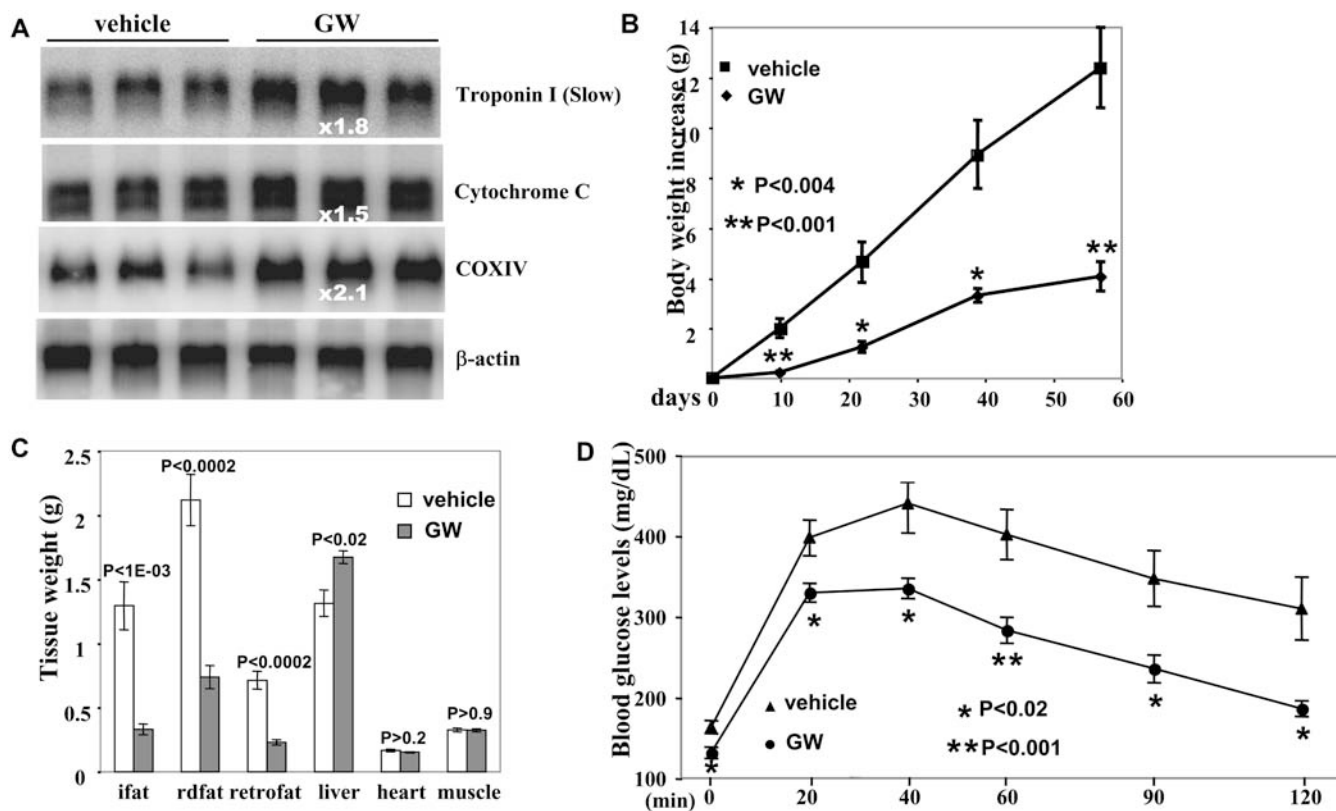 A
vehicle GW
Troponin I (Slow)
x1.8
Cytochrome C
x1.5
COXIV
x2.1
β-actin
B
Body weight increase (g)
14
12
10
8
6
4
2
vehicle
GW
* P<0.004
** P<0.001
**
*
*
**
days 0 10 20 30 40 50 60
C
Tissue weight (g)
2.5
2
1.5
1
0.5
0
P<1E-03
P<0.0002
P<0.0002
P<0.02
P>0.2
P>0.9
vehicle
GW
ifat rdfat retrofat liver heart muscle
D
Blood glucose levels (mg/dL)
500
400
300
200
100
*
*
*
**
*
*
vehicle
GW
* P<0.02
** P<0.001
(min) 0 20 40 60 90 120